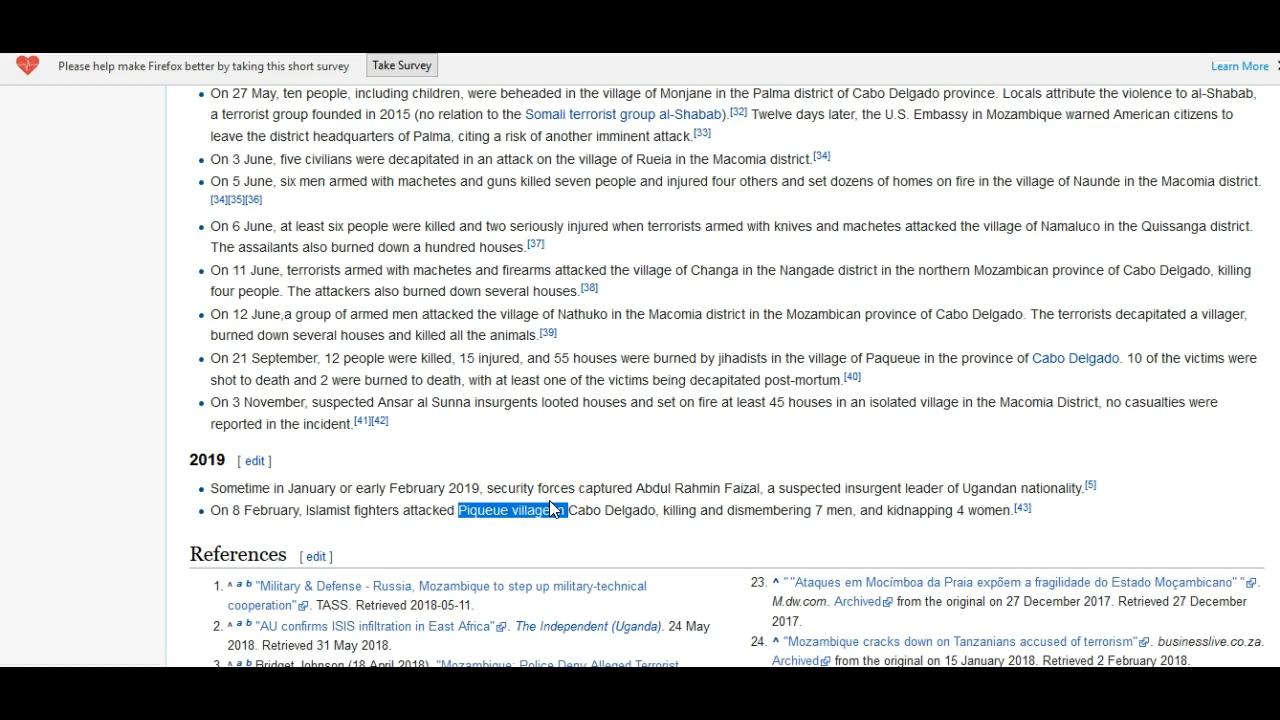 Please help make Firefox better by taking this short survey Take Survey Learn More
On 27 May, ten people, including children, were beheaded in the village of Monjane in the Palma district of Cabo Delgado province. Locals attribute the violence to al-Shabab,
a terrorist group founded in 2015 (no relation to the Somali terrorist group al-Shabab).[32] Twelve days later, the U.S. Embassy in Mozambique warned American citizens to
leave the district headquarters of Palma, citing a risk of another imminent attack.[33]
On 3 June, five civilians were decapitated in an attack on the village of Rueia in the Macomia district.[34]
On 5 June, six men armed with machetes and guns killed seven people and injured four others and set dozens of homes on fire in the village of Naunde in the Macomia district.
[34][35][36]
On 6 June, at least six people were killed and two seriously injured when terrorists armed with knives and machetes attacked the village of Namaluco in the Quissanga district.
The assailants also burned down a hundred houses.[37]
On 11 June, terrorists armed with machetes and firearms attacked the village of Changa in the Nangade district in the northern Mozambican province of Cabo Delgado, killing
four people. The attackers also burned down several houses.[38]
On 12 June,a group of armed men attacked the village of Nathuko in the Macomia district in the Mozambican province of Cabo Delgado. The terrorists decapitated a villager,
burned down several houses and killed all the animals.[39]
On 21 September, 12 people were killed, 15 injured, and 55 houses were burned by jihadists in the village of Paqueue in the province of Cabo Delgado. 10 of the victims were
shot to death and 2 were burned to death, with at least one of the victims being decapitated post-mortum.[40]
On 3 November, suspected Ansar al Sunna insurgents looted houses and set on fire at least 45 houses in an isolated village in the Macomia District, no casualties were
reported in the incident.[41][42]
2019 [ edit ]
Sometime in January or early February 2019, security forces captured Abdul Rahmin Faizal, a suspected insurgent leader of Ugandan nationality.[5]
On 8 February, Islamist fighters attacked Piqueue village in Cabo Delgado, killing and dismembering 7 men, and kidnapping 4 women.[43]
References [ edit ]
1. ^ a b "Military & Defense - Russia, Mozambique to step up military-technical
cooperation". TASS. Retrieved 2018-05-11.
2. ^ a b "AU confirms ISIS infiltration in East Africa". The Independent (Uganda). 24 May
2018. Retrieved 31 May 2018.
3. ^ a b Bridget Johnson (18 April 2018). "Mozambique: Police Deny Alleged Terrorist
23. ^ ""Ataques em Mocímboa da Praia expõem a fragilidade do Estado Moçambicano" ".
M.dw.com. Archived from the original on 27 December 2017. Retrieved 27 December
2017.
24. ^ "Mozambique cracks down on Tanzanians accused of terrorism". businesslive.co.za.
Archived from the original on 15 January 2018. Retrieved 2 February 2018.